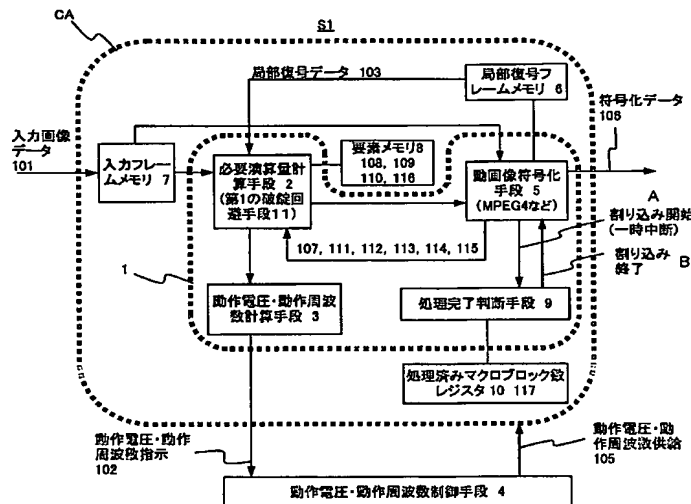 CA
S1
局部復号データ 103
局部復号フ
レームメモリ 6
符号化データ
106
入力画像
データ
101
入力フレー
ムメモリ 7
必要演算量計
算手段 2
(第1の破綻回
避手段11)
要素メモリ8
108, 109
110, 116
動画像符号化
手段 5
(MPEG4など)
A
割り込み開始
(一時中断)
107, 111, 112, 113, 114, 115
割り込み
終了
B
1
動作電圧・動作周波
数計算手段 3
処理完了判断手段 9
処理済みマクロブロック数
レジスタ 10 117
動作電圧・動作
周波数指示
102
動作電圧・動
作周波数供給
105
動作電圧・動作周波数制御手段 4